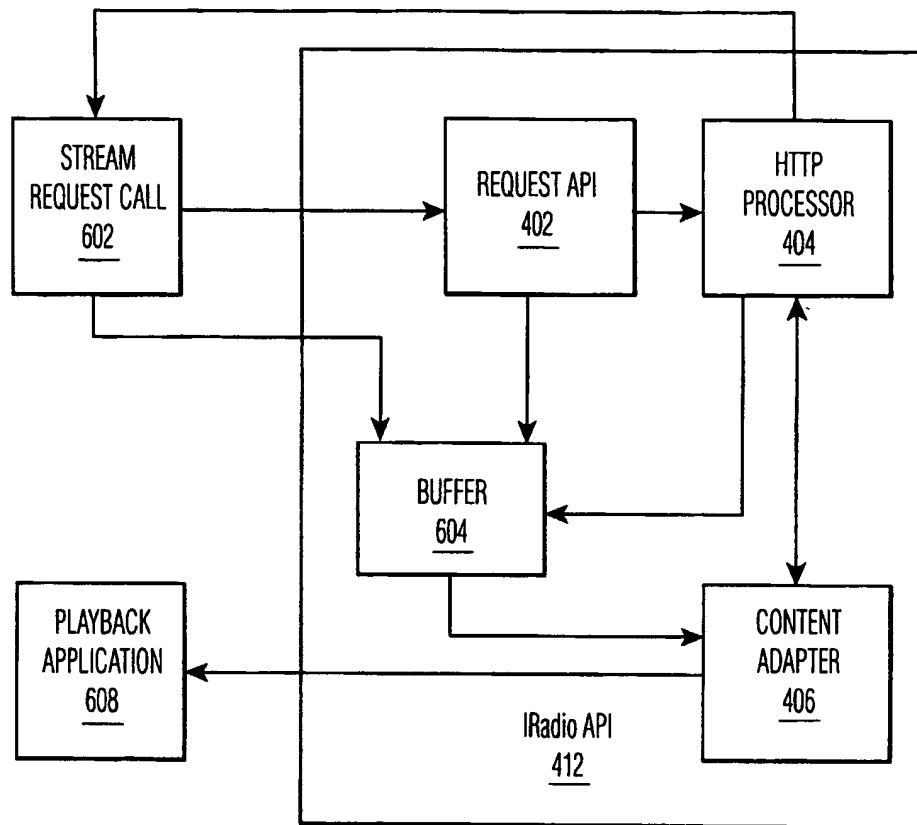 STREAM
REQUEST CALL
602
REQUEST API
402
HTTP
PROCESSOR
404
BUFFER
604
PLAYBACK
APPLICATION
608
CONTENT
ADAPTER
406
IRadio API
412